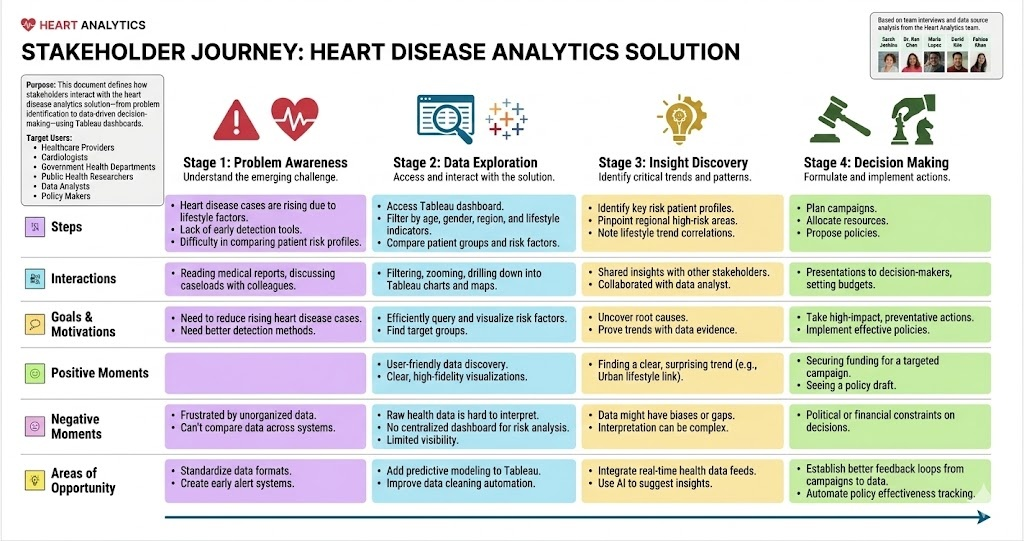 HEART ANALYTICS
STAKEHOLDER JOURNEY: HEART DISEASE ANALYTICS SOLUTION
Based on team interviews and data source
analysis from the Heart Analytics team.
Sarah Jenkins
Dr. Ken Chen
Maria Lopez
David Kile
Khan
Purpose: This document defines how
stakeholders interact with the heart
disease analytics solution—from problem
identification to data-driven decision-
making—using Tableau dashboards.
Target Users:
• Healthcare Providers
• Cardiologists
• Government Health Departments
• Public Health Researchers
• Data Analysts
• Policy Makers
Stage 1: Problem Awareness
Understand the emerging challenge.
Stage 2: Data Exploration
Access and interact with the solution.
Stage 3: Insight Discovery
Identify critical trends and patterns.
Stage 4: Decision Making
Formulate and implement actions.
Steps
• Heart disease cases are rising due to
lifestyle factors.
• Lack of early detection tools.
• Difficulty in comparing patient risk profiles.
• Access Tableau dashboard.
• Filter by age, gender, region, and lifestyle
indicators.
• Compare patient groups and risk factors.
• Identify key risk patient profiles.
• Pinpoint regional high-risk areas.
• Note lifestyle trend correlations.
• Plan campaigns.
• Allocate resources.
• Propose policies.
Interactions
• Reading medical reports, discussing
caseloads with colleagues.
• Filtering, zooming, drilling down into
Tableau charts and maps.
• Shared insights with other stakeholders.
• Collaborated with data analyst.
• Presentations to decision-makers,
setting budgets.
Goals &
Motivations
• Need to reduce rising heart disease cases.
• Need better detection methods.
• Efficiently query and visualize risk factors.
• Find target groups.
• Uncover root causes.
• Prove trends with data evidence.
• Take high-impact, preventative actions.
• Implement effective policies.
Positive Moments
• User-friendly data discovery.
• Clear, high-fidelity visualizations.
• Finding a clear, surprising trend (e.g.,
Urban lifestyle link).
• Securing funding for a targeted
campaign.
• Seeing a policy draft.
Negative
Moments
• Frustrated by unorganized data.
• Can't compare data across systems.
• Raw health data is hard to interpret.
• No centralized dashboard for risk analysis.
• Limited visibility.
• Data might have biases or gaps.
• Interpretation can be complex.
• Political or financial constraints on
decisions.
Areas of
Opportunity
• Standardize data formats.
• Create early alert systems.
• Add predictive modeling to Tableau.
• Improve data cleaning automation.
• Integrate real-time health data feeds.
• Use AI to suggest insights.
• Establish better feedback loops from
campaigns to data.
• Automate policy effectiveness tracking.